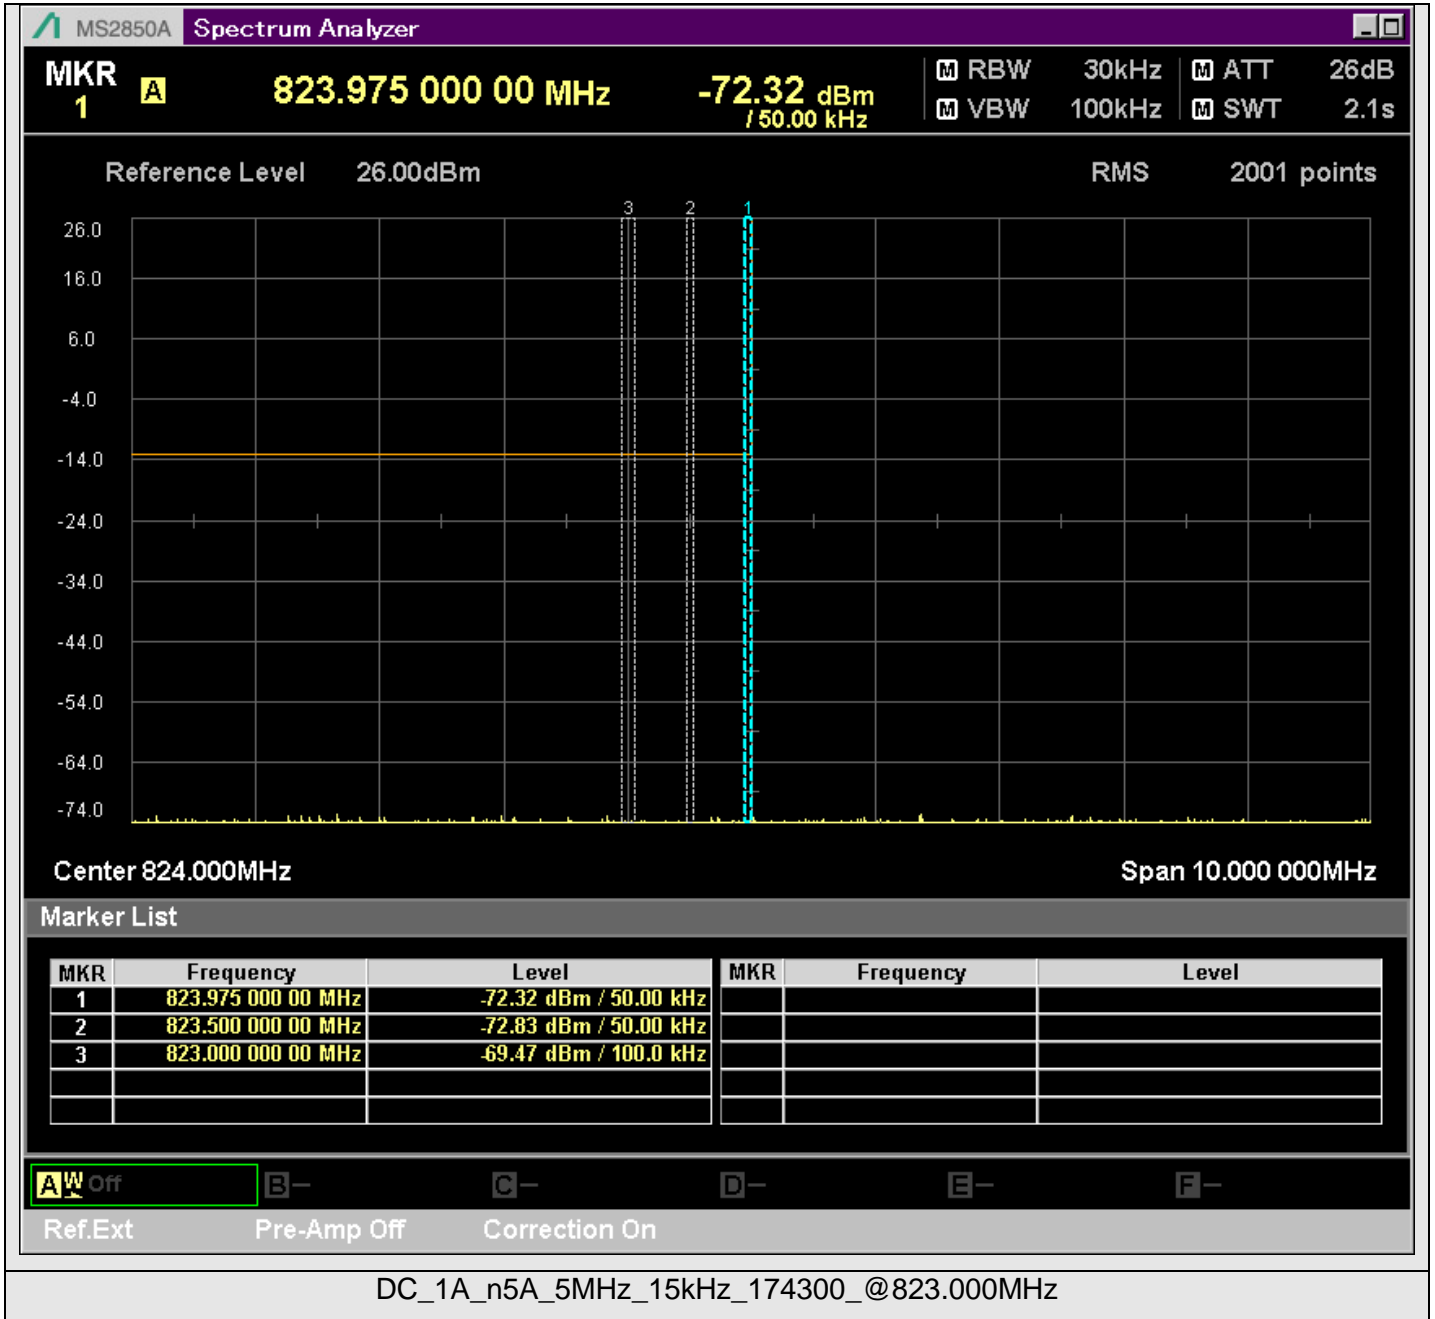 MS2850A Spectrum Analyzer
MKR 1 A 823.975 000 00 MHz -72.32 dBm / 50.00 kHz
M RBW 30kHz M ATT 26dB
M VBW 100kHz M SWT 2.1s
Reference Level 26.00dBm RMS 2001 points
3 2 1
26.0
16.0
6.0
-4.0
-14.0
-24.0
-34.0
-44.0
-54.0
-64.0
-74.0
Center 824.000MHz Span 10.000 000MHz
Marker List
MKR Frequency Level MKR Frequency Level
1 823.975 000 00 MHz -72.32 dBm / 50.00 kHz
2 823.500 000 00 MHz -72.83 dBm / 50.00 kHz
3 823.000 000 00 MHz -69.47 dBm / 100.0 kHz
A W Off B – C – D – E – F –
Ref.Ext Pre-Amp Off Correction On
DC_1A_n5A_5MHz_15kHz_174300_@823.000MHz